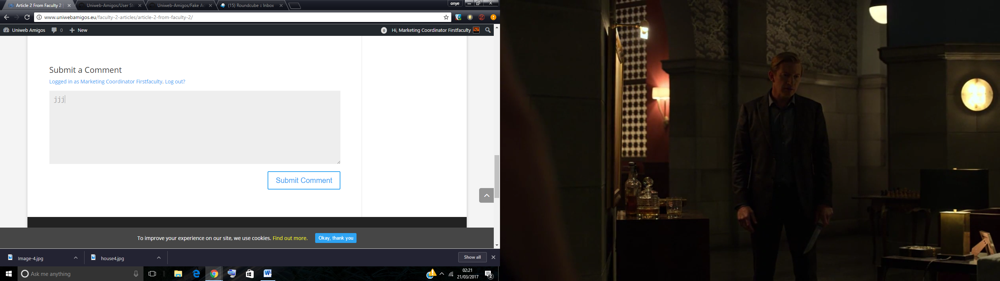 Article 2 From Faculty 2 |
Uniweb-Amigos/User St
Uniweb-Amigos/Fake Ac
(15) Roundcube :: Inbox
onye
www.uniwebamigos.eu/faculty-2-articles/article-2-from-faculty-2/
Uniweb Amigos 0 New
0 Hi, Marketing Coordinator Firstfaculty
Submit a Comment
Logged in as Marketing Coordinator Firstfaculty. Log out?
jjj
Submit Comment
To improve your experience on our site, we use cookies. Find out more. Okay, thank you
Image-4.jpg
house4.jpg
Show all
Ask me anything
02:21
21/03/2017
2